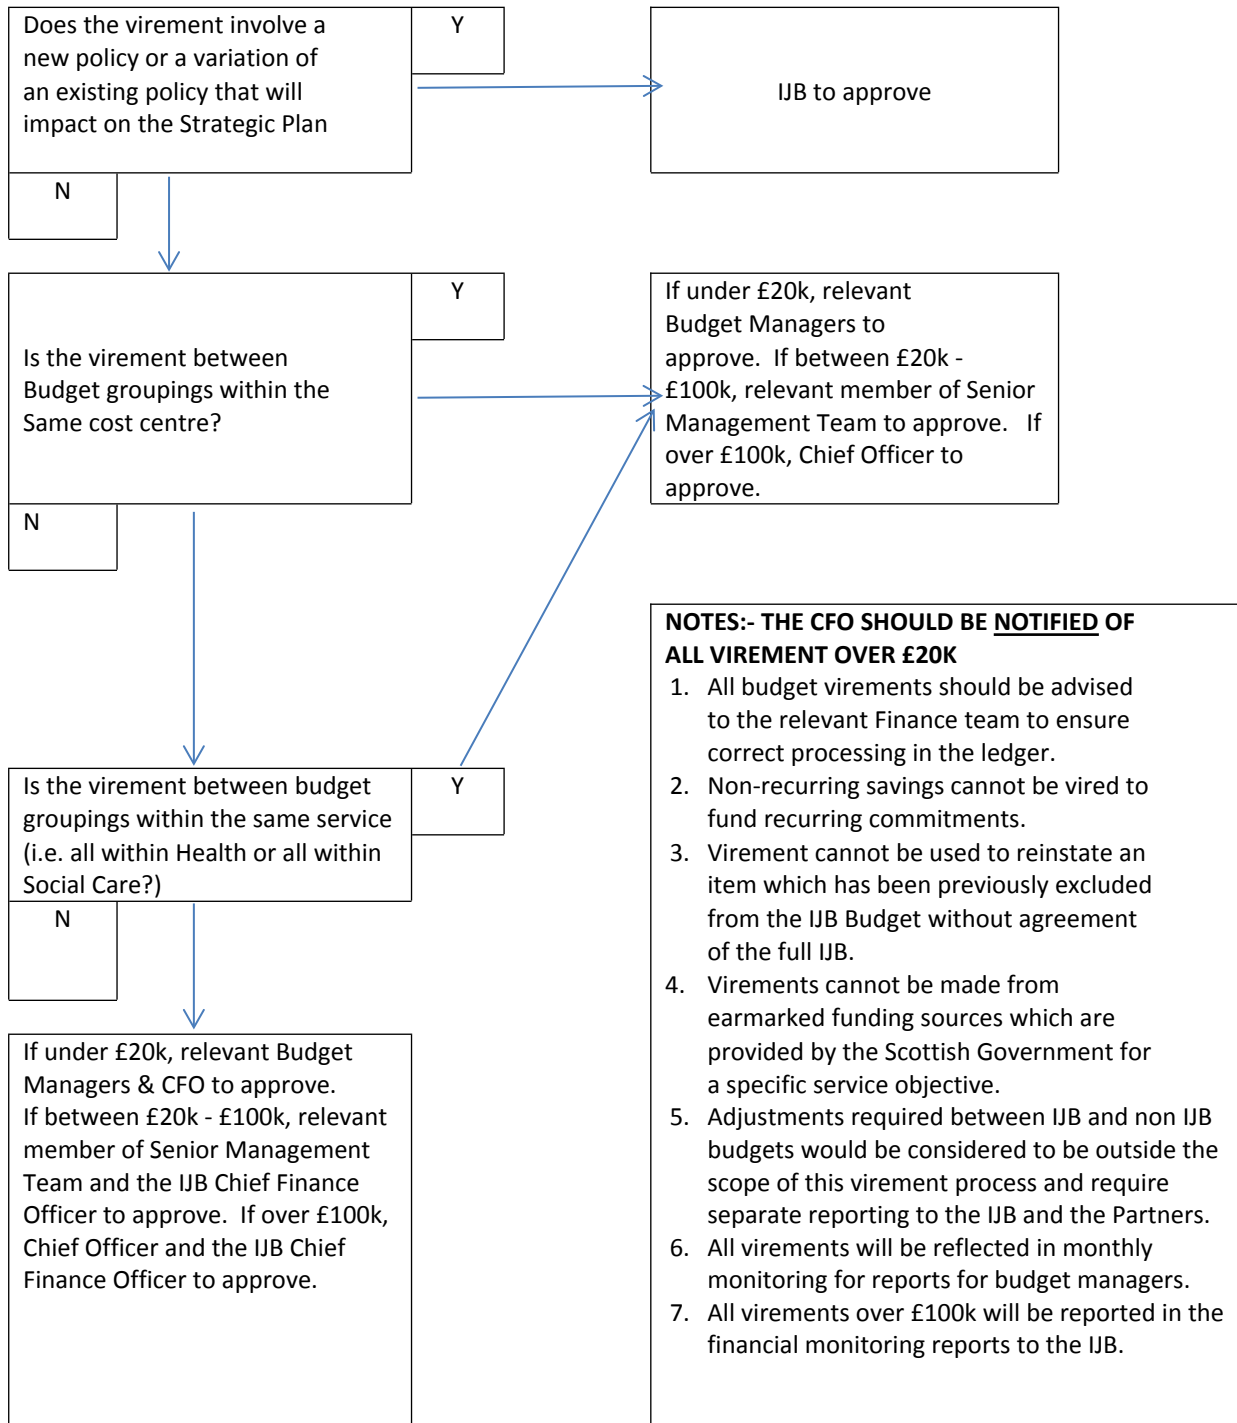 Does the virement involve a
new policy or a variation of
an existing policy that will
impact on the Strategic Plan
Y
IJB to approve
N
Is the virement between
Budget groupings within the
Same cost centre?
Y
If under £20k, relevant
Budget Managers to
approve.  If between £20k -
£100k, relevant member of Senior
Management Team to approve.   If
over £100k, Chief Officer to
approve.
N
Is the virement between budget
groupings within the same service
(i.e. all within Health or all within
Social Care?)
Y
N
If under £20k, relevant Budget
Managers & CFO to approve.
If between £20k - £100k, relevant
member of Senior Management
Team and the IJB Chief Finance
Officer to approve.  If over £100k,
Chief Officer and the IJB Chief
Finance Officer to approve.
NOTES:- THE CFO SHOULD BE NOTIFIED OF
ALL VIREMENT OVER £20K
1. All budget virements should be advised
to the relevant Finance team to ensure
correct processing in the ledger.
2. Non-recurring savings cannot be vired to
fund recurring commitments.
3. Virement cannot be used to reinstate an
item which has been previously excluded
from the IJB Budget without agreement
of the full IJB.
4. Virements cannot be made from
earmarked funding sources which are
provided by the Scottish Government for
a specific service objective.
5. Adjustments required between IJB and non IJB
budgets would be considered to be outside the
scope of this virement process and require
separate reporting to the IJB and the Partners.
6. All virements will be reflected in monthly
monitoring for reports for budget managers.
7. All virements over £100k will be reported in the
financial monitoring reports to the IJB.